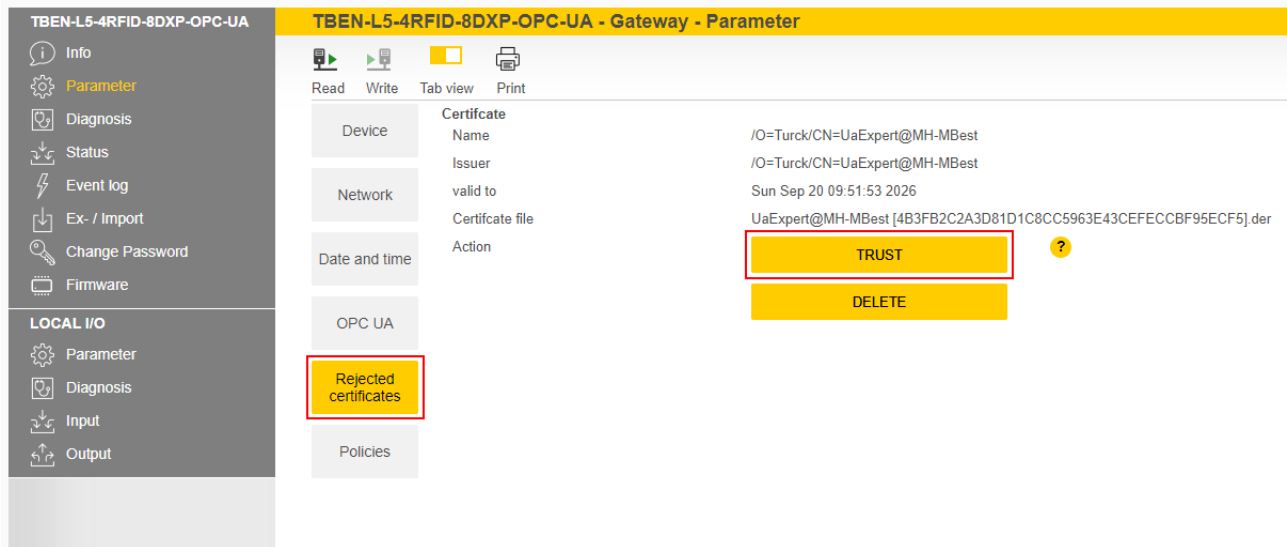 TBEN-L5-4RFID-8DXP-OPC-UA
Info
Parameter
Diagnosis
Status
Event log
Ex- / Import
Change Password
Firmware
LOCAL I/O
Parameter
Diagnosis
Input
Output
TBEN-L5-4RFID-8DXP-OPC-UA - Gateway - Parameter
Read Write Tab view Print
Device
Network
Date and time
OPC UA
Rejected
certificates
Policies
Certifcate
Name /O=Turck/CN=UaExpert@MH-MBest
Issuer /O=Turck/CN=UaExpert@MH-MBest
valid to Sun Sep 20 09:51:53 2026
Certifcate file UaExpert@MH-MBest [4B3FB2C2A3D81D1C8CC5963E43CEFECCBF95ECF5].der
Action TRUST ?
DELETE